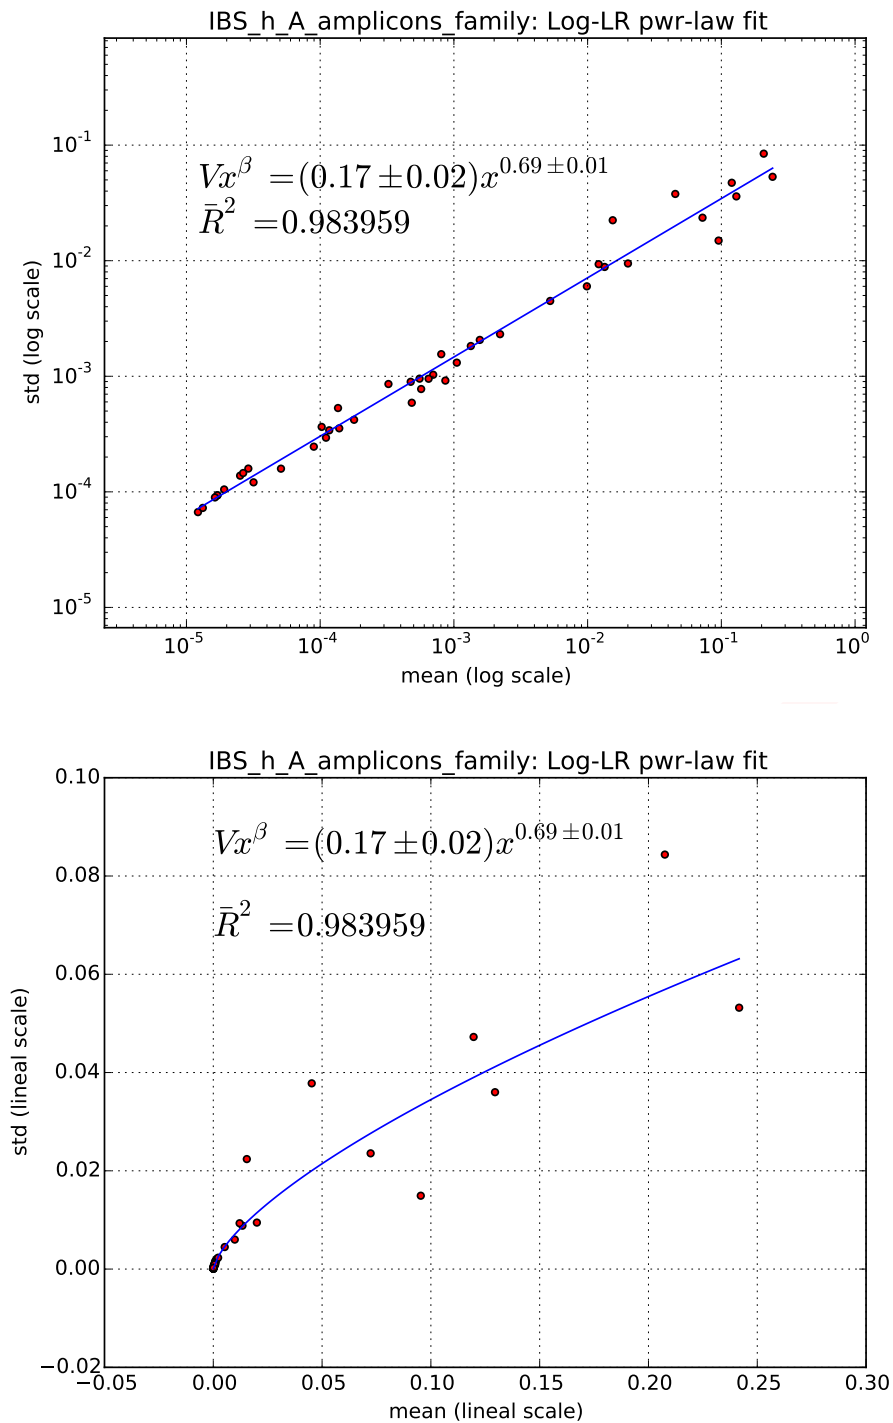 IBS_h_A_amplicons_family: Log-LR pwr-law fit
Vx^β =(0.17±0.02)x^0.69±0.01
R̄² =0.983959
10^-1
10^-2
10^-3
10^-4
10^-5
std (log scale)
10^-5 10^-4 10^-3 10^-2 10^-1 10^0
mean (log scale)
IBS_h_A_amplicons_family: Log-LR pwr-law fit
Vx^β =(0.17±0.02)x^0.69±0.01
R̄² =0.983959
0.10
0.08
0.06
0.04
0.02
0.00
−0.02
std (lineal scale)
−0.05 0.00 0.05 0.10 0.15 0.20 0.25 0.30
mean (lineal scale)